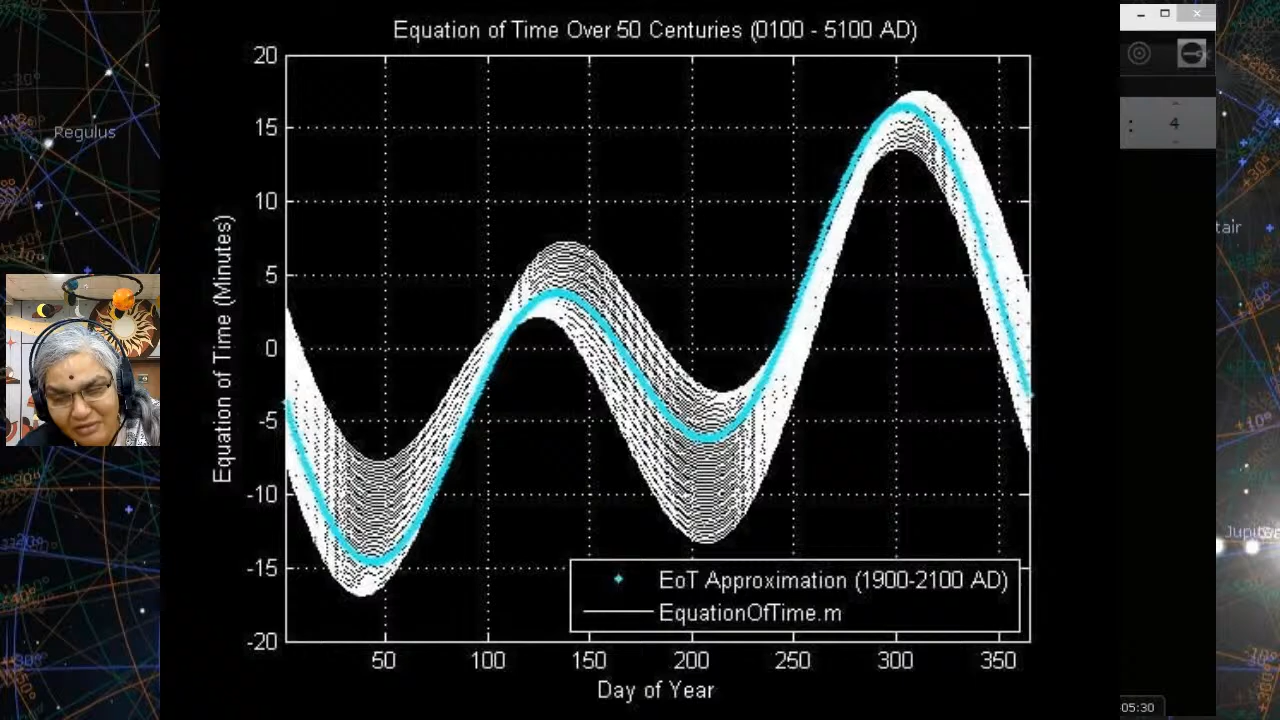 Equation of Time Over 50 Centuries (0100 - 5100 AD)
Equation of Time (Minutes)
20
15
10
5
0
-5
-10
-15
-20
50
100
150
200
250
300
350
Day of Year
EoT Approximation (1900-2100 AD)
EquationOfTime.m
Regulus
: 4
tair
Jupit
05:30